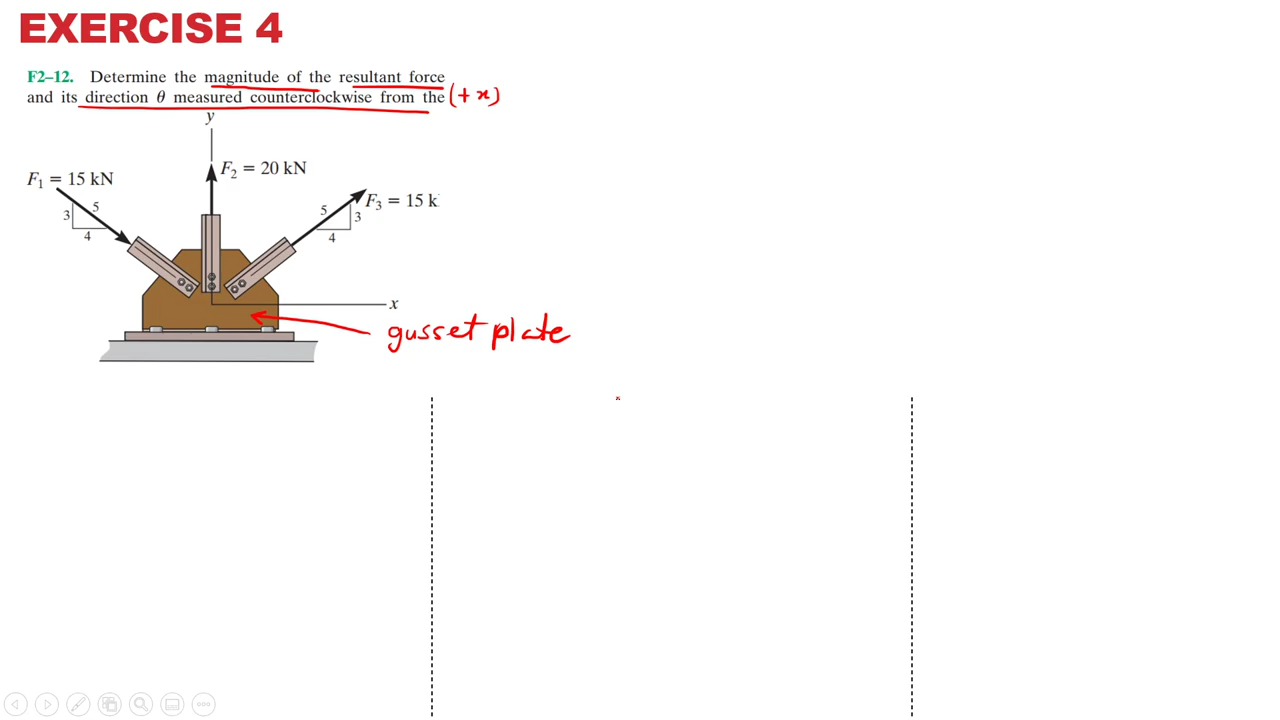 EXERCISE 4
F2–12. Determine the magnitude of the resultant force
and its direction θ measured counterclockwise from the (+x)
y
F₂ = 20 kN
F₁ = 15 kN
F₃ = 15 k
5
3
4
5
3
4
x
gusset plate